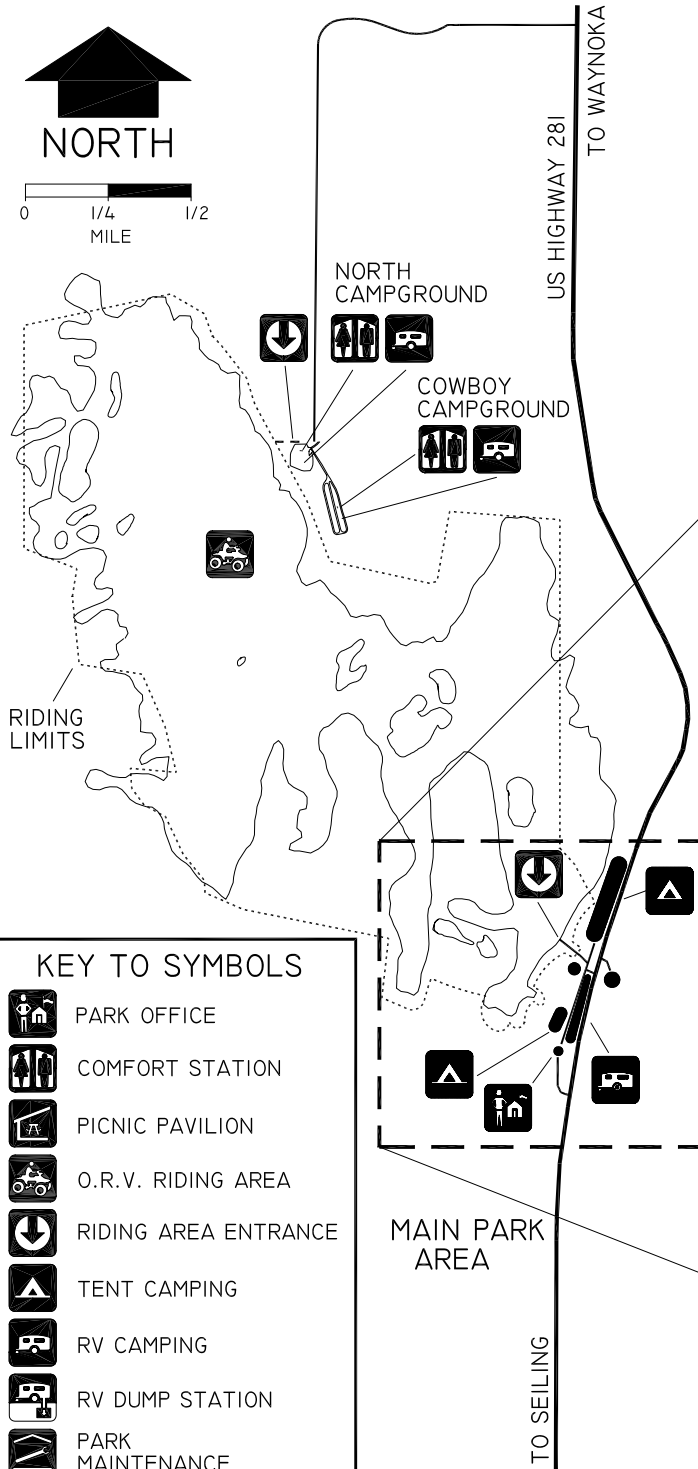 TO WAYNOKA
US HIGHWAY 281
NORTH
0 1/4 1/2
MILE
NORTH
CAMPGROUND
COWBOY
CAMPGROUND
RIDING
LIMITS
KEY TO SYMBOLS
PARK OFFICE
COMFORT STATION
PICNIC PAVILION
O.R.V. RIDING AREA
RIDING AREA ENTRANCE
TENT CAMPING
RV CAMPING
RV DUMP STATION
PARK
MAINTENANCE
MAIN PARK
AREA
TO SEILING